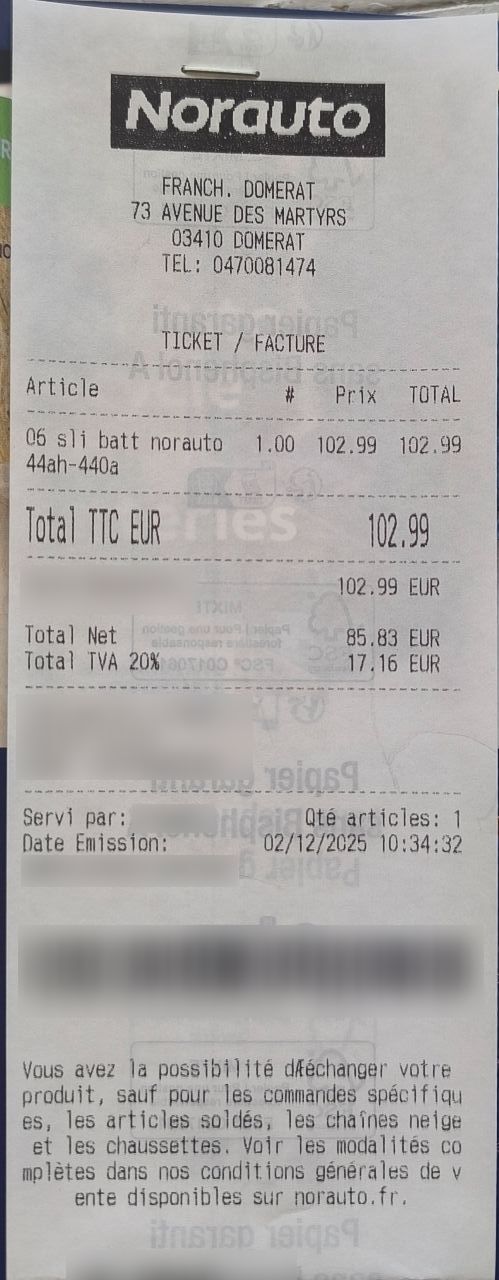 Norauto
FRANCH. DOMERAT
73 AVENUE DES MARTYRS
03410 DOMERAT
TEL: 0470081474
TICKET / FACTURE
Article # Prix TOTAL
06 sli batt norauto 1.00 102.99 102.99
44ah-440a
Total TTC EUR 102.99
102.99 EUR
Total Net 85.83 EUR
Total TVA 20% 17.16 EUR
Servi par: Qté articles: 1
Date Emission: 02/12/2025 10:34:32
Vous avez la possibilité dÆéchanger votre
produit, sauf pour les commandes spécifiqu
es, les articles soldés, les chaînes neige
et les chaussettes. Voir les modalités co
mplètes dans nos conditions générales de v
ente disponibles sur norauto.fr.